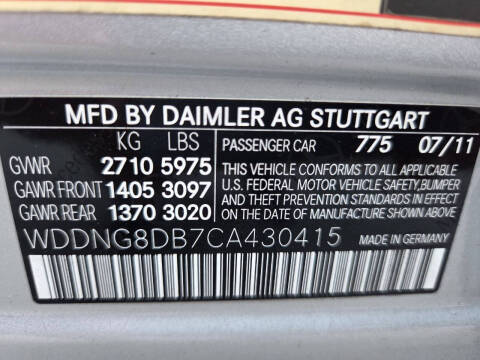 MFD BY DAIMLER AG STUTTGART
KG LBS
PASSENGER CAR 775 07/11
GVWR 2710 5975
GAWR FRONT 1405 3097
GAWR REAR 1370 3020
THIS VEHICLE CONFORMS TO ALL APPLICABLE
U.S. FEDERAL MOTOR VEHICLE SAFETY, BUMPER
AND THEFT PREVENTION STANDARDS IN
EFFECT ON THE DATE OF MANUFACTURE
SHOWN ABOVE.
WDDNG8DB7CA430415 MADE IN GERMANY